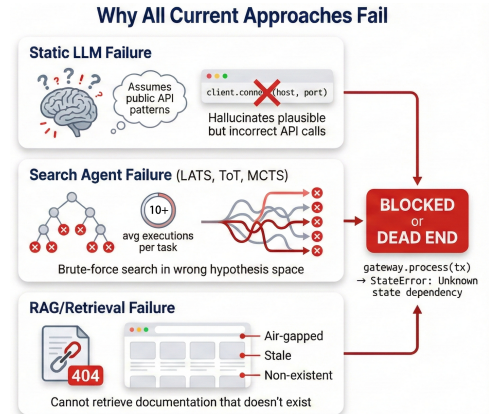 Why All Current Approaches Fail
Static LLM Failure
? ? ! ? ?
Assumes
public API
patterns
client.conne (host, port)
Hallucinates plausible
but incorrect API calls
Search Agent Failure (LATS, ToT, MCTS)
10+
avg executions
per task
Brute-force search in wrong hypothesis space
BLOCKED
or
DEAD END
gateway.process(tx)
→ StateError: Unknown
state dependency
RAG/Retrieval Failure
404
Air-gapped
Stale
Non-existent
Cannot retrieve documentation that doesn't exist